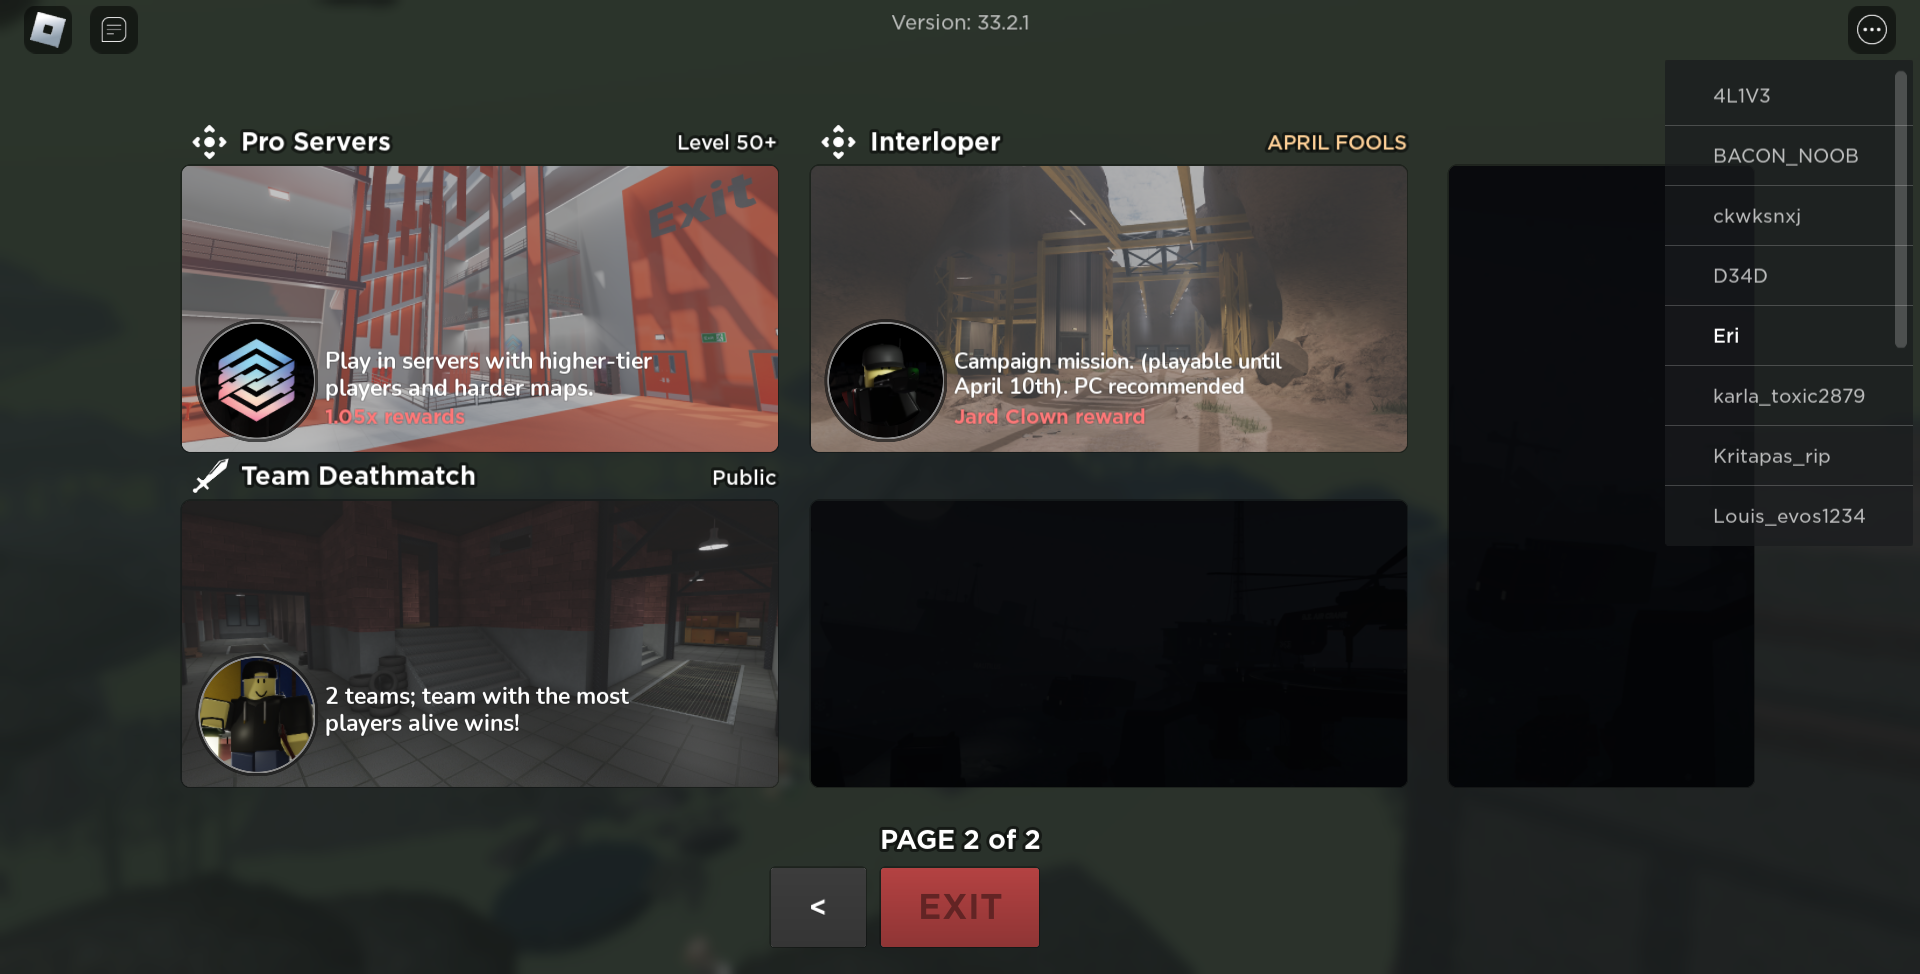 Version: 33.2.1
Pro Servers
Level 50+
Exit
Play in servers with higher-tier
players and harder maps.
1.05x rewards
Interloper
APRIL FOOLS
Campaign mission. (playable until
April 10th). PC recommended
Jard Clown reward
Team Deathmatch
Public
2 teams; team with the most
players alive wins!
4L1V3
BACON_NOOB
ckwksnxj
D34D
Eri
karla_toxic2879
Kritapas_rip
Louis_evos1234
PAGE 2 of 2
<
EXIT